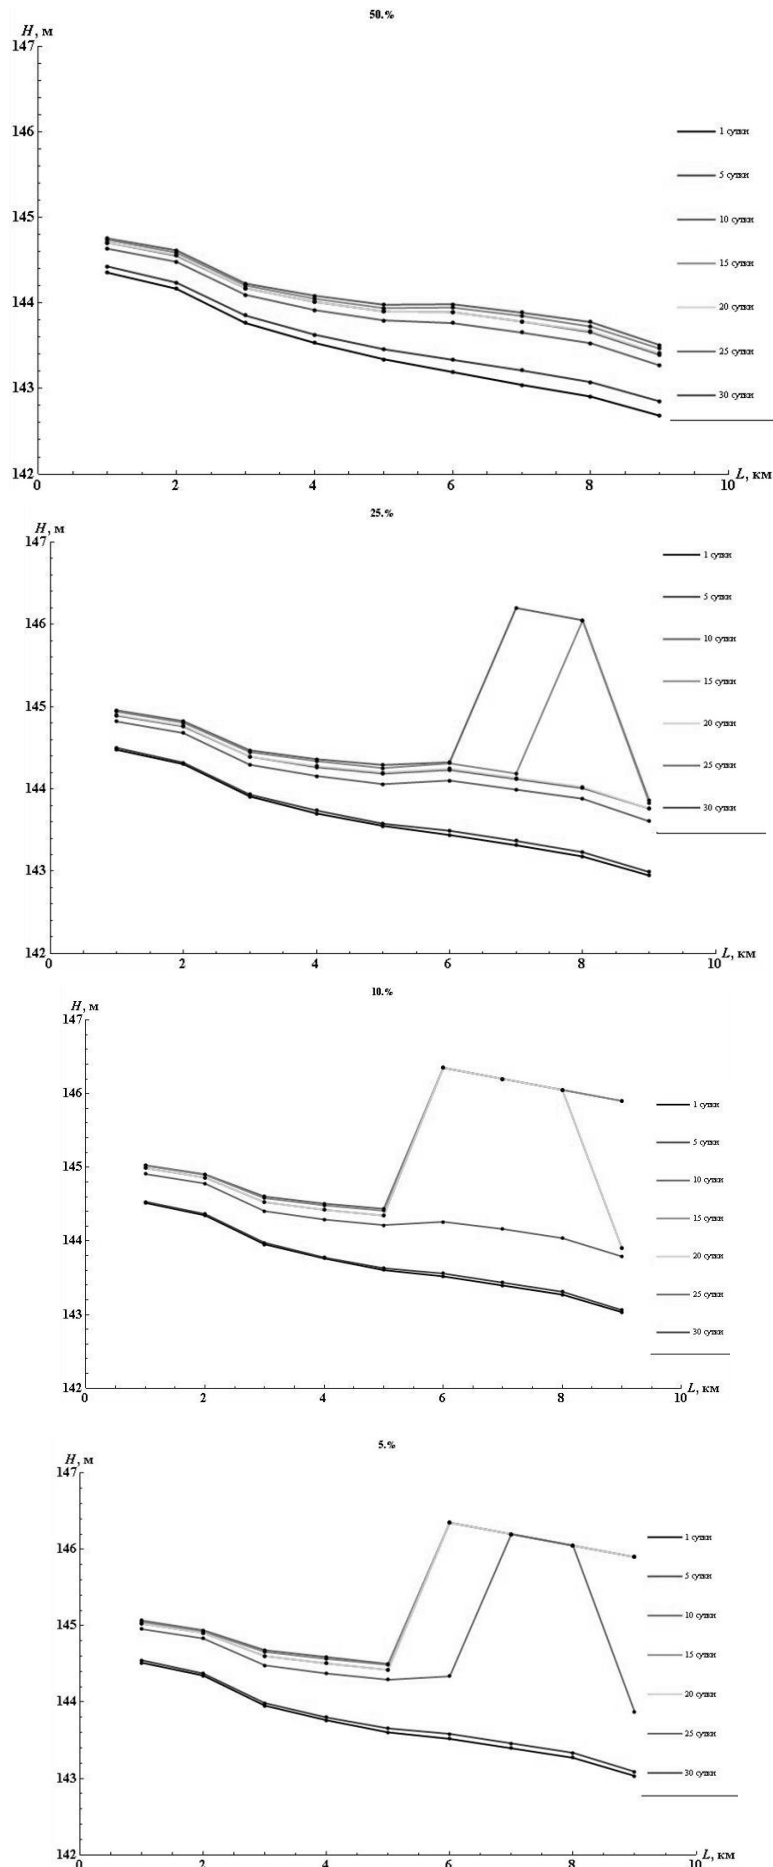 50.%
H, м
147
146
145
144
143
142
0
2
4
6
8
10
L, км
1 сутки
5 сутки
10 сутки
15 сутки
20 сутки
25 сутки
30 сутки
25.%
H, м
147
146
145
144
143
142
0
2
4
6
8
10
L, км
1 сутки
5 сутки
10 сутки
15 сутки
20 сутки
25 сутки
30 сутки
10.%
H, м
147
146
145
144
143
142
0
2
4
6
8
10
L, км
1 сутки
5 сутки
10 сутки
15 сутки
20 сутки
25 сутки
30 сутки
5.%
H, м
147
146
145
144
143
142
0
2
4
6
8
10
L, км
1 сутки
5 сутки
10 сутки
15 сутки
20 сутки
25 сутки
30 сутки